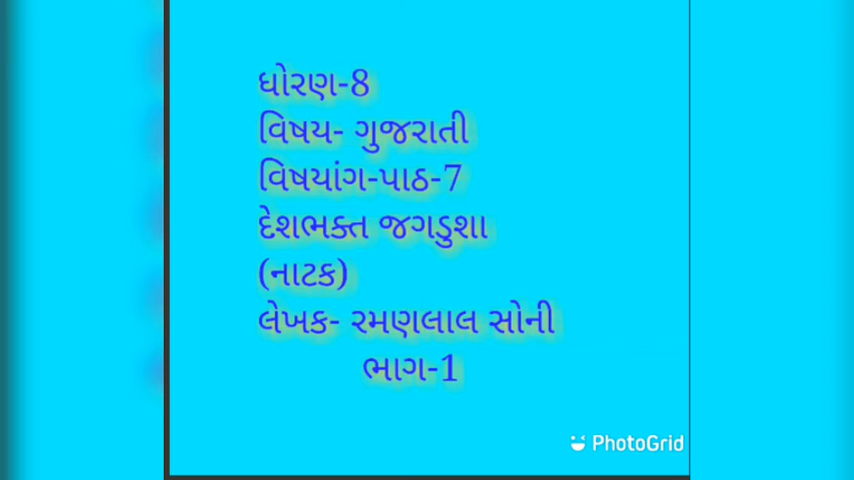 ધોરણ-8
વિષય- ગુજરાતી
વિષયાંગ-પાઠ-7
દેશભક્ત જગડુશા
(નાટક)
લેખક- રમણલાલ સોની
ભાગ-1
PhotoGrid